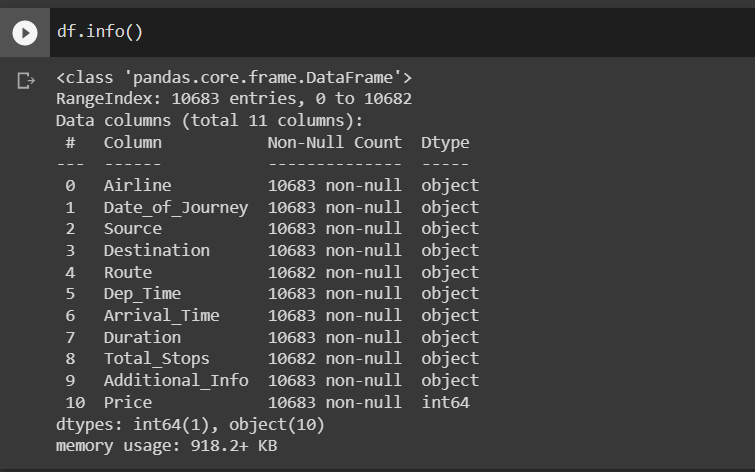 df.info()
<class 'pandas.core.frame.DataFrame'>
RangeIndex: 10683 entries, 0 to 10682
Data columns (total 11 columns):
 #   Column           Non-Null Count  Dtype
---  ------           --------------  -----
 0   Airline          10683 non-null  object
 1   Date_of_Journey  10683 non-null  object
 2   Source           10683 non-null  object
 3   Destination      10683 non-null  object
 4   Route            10682 non-null  object
 5   Dep_Time         10683 non-null  object
 6   Arrival_Time     10683 non-null  object
 7   Duration         10683 non-null  object
 8   Total_Stops      10682 non-null  object
 9   Additional_Info  10683 non-null  object
 10  Price            10683 non-null  int64
dtypes: int64(1), object(10)
memory usage: 918.2+ KB